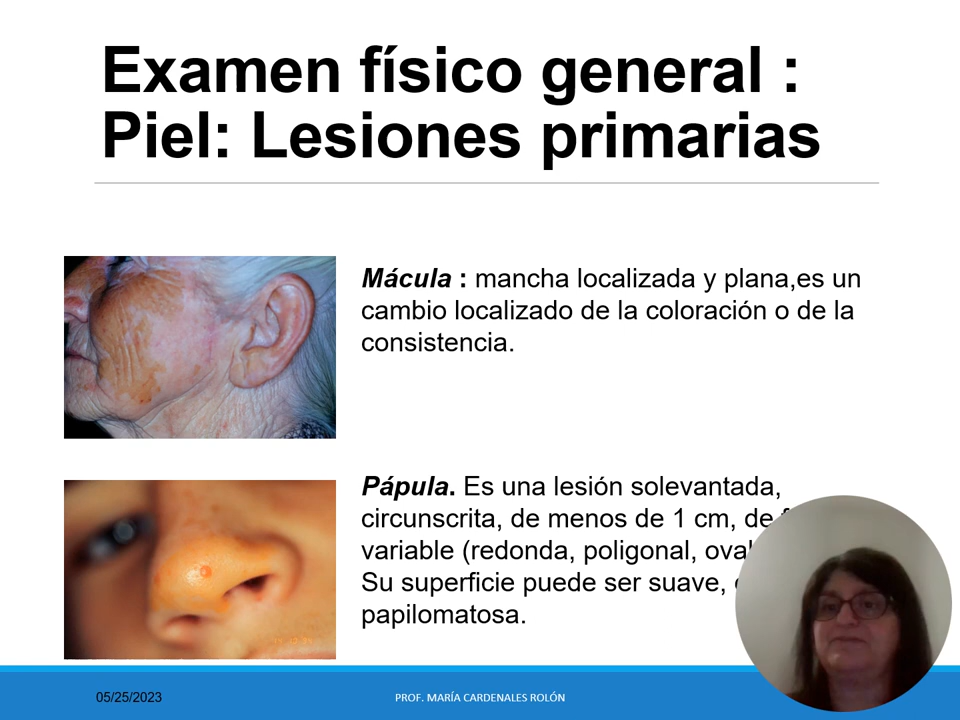 Examen físico general :
Piel: Lesiones primarias
Mácula : mancha localizada y plana,es un
cambio localizado de la coloración o de la
consistencia.
Pápula. Es una lesión solevantada,
circunscrita, de menos de 1 cm, de
variable (redonda, poligonal,
Su superficie puede ser suave,
papilomatosa.
05/25/2023
PROF. MARÍA CARDENALES ROLÓN